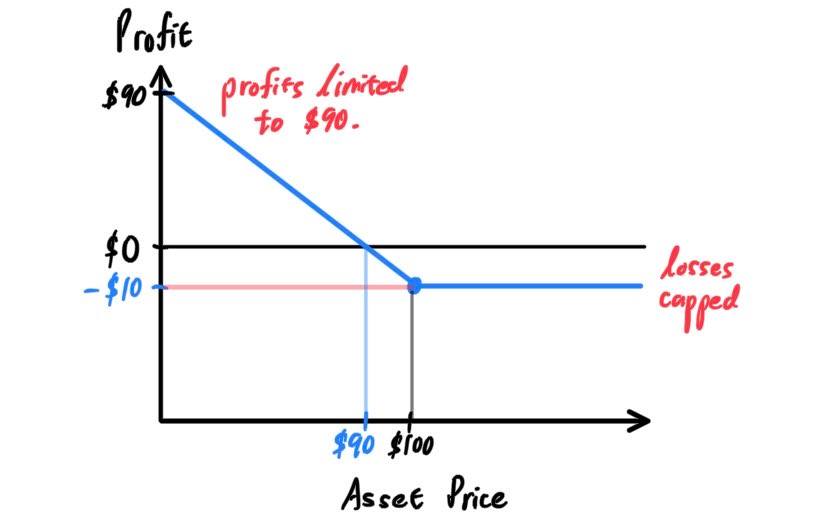 Profit
$90
profits limited
to $90.
$0
-$10
losses
capped
$90 $100
Asset Price